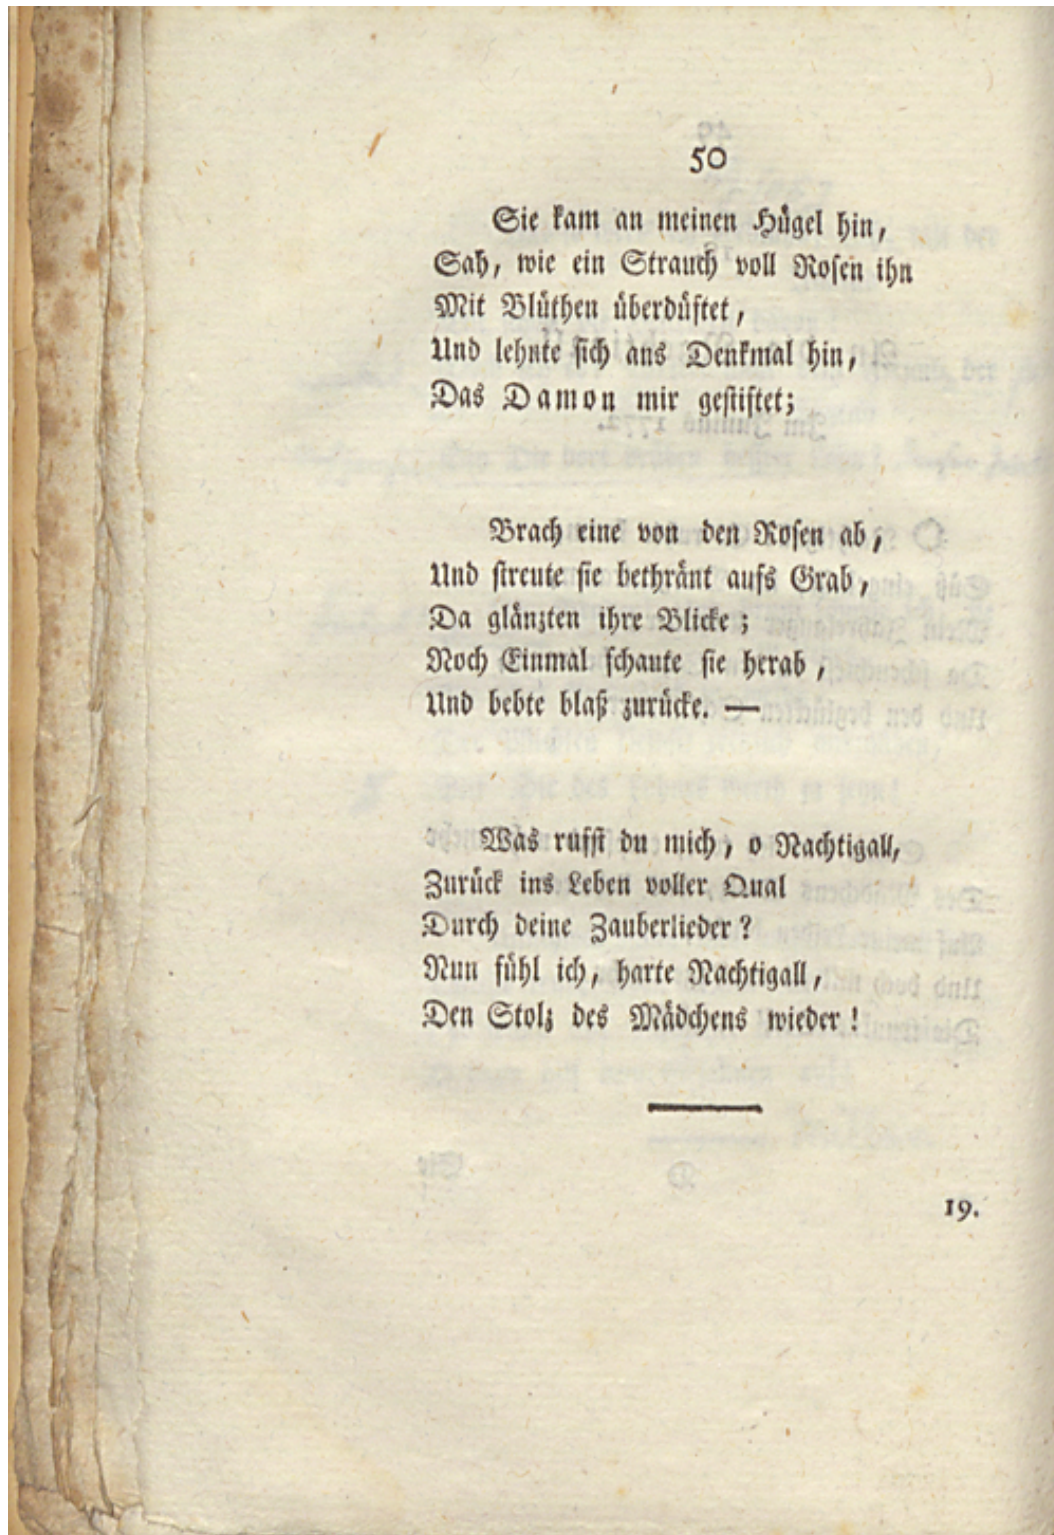 50
Sie kam an meinen Hügel hin,
Sah, wie ein Strauch voll Rosen ihn
Mit Blüthen überdüftet,
Und lehnte sich ans Denkmal hin,
Das Damon mir gestiftet;
Brach eine von den Rosen ab,
Und streute sie bethränt aufs Grab,
Da glänzten ihre Blicke;
Noch Einmal schaute sie herab,
Und bebte blaß zurücke. —
Was rufst du mich, o Nachtigall,
Zurück ins Leben voller Qual
Durch deine Zauberlieder?
Nun fühl ich, harte Nachtigall,
Den Stolz des Mädchens wieder!
19.